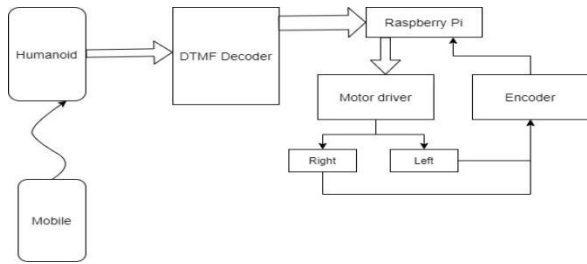 Humanoid
DTMF Decoder
Raspberry Pi
Motor driver
Encoder
Right
Left
Mobile